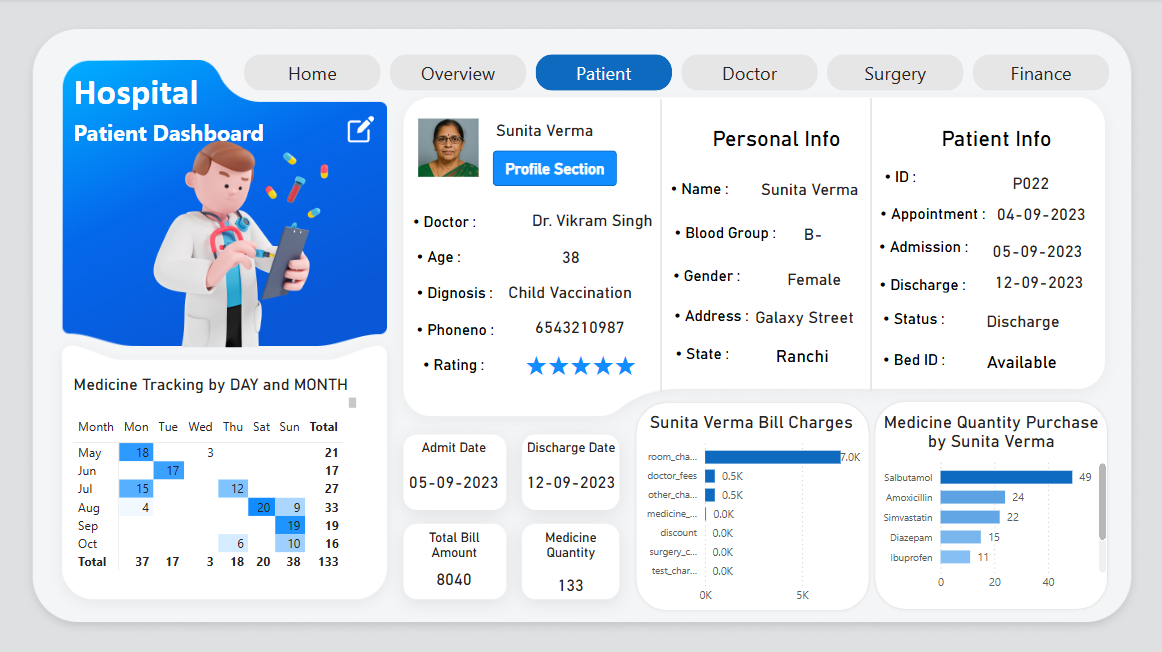 Hospital
Patient Dashboard
Home
Overview
Patient
Doctor
Surgery
Finance
Sunita Verma
Profile Section
• Doctor : Dr. Vikram Singh
• Age : 38
• Dignosis : Child Vaccination
• Phoneno : 6543210987
• Rating : ★★★★★
Personal Info
• Name : Sunita Verma
• Blood Group : B-
• Gender : Female
• Address : Galaxy Street
• State : Ranchi
Patient Info
• ID : P022
• Appointment : 04-09-2023
• Admission : 05-09-2023
• Discharge : 12-09-2023
• Status : Discharge
• Bed ID : Available
Medicine Tracking by DAY and MONTH
Month Mon Tue Wed Thu Sat Sun Total
May 18 3 21
Jun 17 17
Jul 15 12 27
Aug 4 20 9 33
Sep 19 19
Oct 6 10 16
Total 37 17 3 18 20 38 133
Admit Date
05-09-2023
Discharge Date
12-09-2023
Total Bill
Amount
8040
Medicine
Quantity
133
Sunita Verma Bill Charges
room_cha... 7.0K
doctor_fees 0.5K
other_cha... 0.5K
medicine_... 0.0K
discount 0.0K
surgery_c... 0.0K
test_char... 0.0K
0K 5K
Medicine Quantity Purchase
by Sunita Verma
Salbutamol 49
Amoxicillin 24
Simvastatin 22
Diazepam 15
Ibuprofen 11
0 20 40